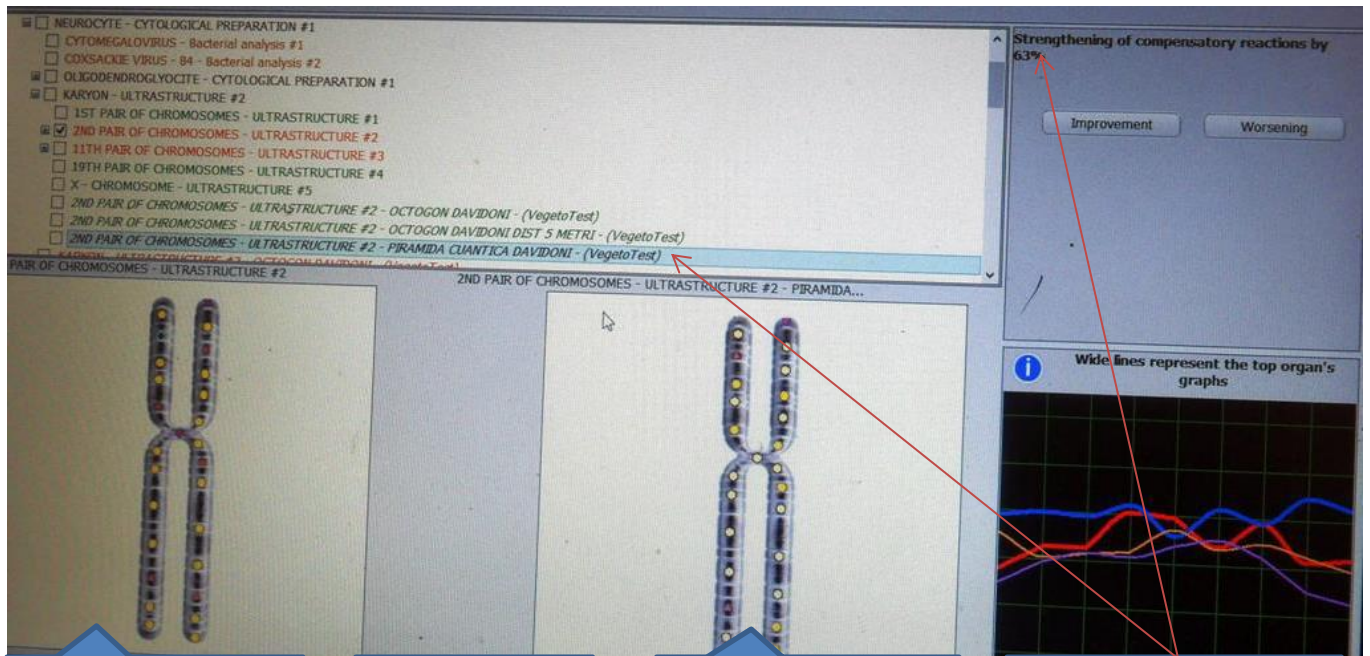 NEUROCYTE - CYTOLOGICAL PREPARATION #1
CYTOMEGALOVIRUS - Bacterial analysis #1
COXSACKIE VIRUS - B4 - Bacterial analysis #2
OLIGODENDROGLYOCITE - CYTOLOGICAL PREPARATION #1
KARYON - ULTRASTRUCTURE #2
1ST PAIR OF CHROMOSOMES - ULTRASTRUCTURE #1
2ND PAIR OF CHROMOSOMES - ULTRASTRUCTURE #2
11TH PAIR OF CHROMOSOMES - ULTRASTRUCTURE #3
19TH PAIR OF CHROMOSOMES - ULTRASTRUCTURE #4
X - CHROMOSOME - ULTRASTRUCTURE #5
2ND PAIR OF CHROMOSOMES - ULTRASTRUCTURE #2 - OCTOGON DAVIDONI - (VegetoTest)
2ND PAIR OF CHROMOSOMES - ULTRASTRUCTURE #2 - OCTOGON DAVIDONI DIST 5 METRI - (VegetoTest)
2ND PAIR OF CHROMOSOMES - ULTRASTRUCTURE #2 - PIRAMIDA CUANTICA DAVIDONI - (VegetoTest)
Strengthening of compensatory reactions by
63%
Improvement
Worsening
PAIR OF CHROMOSOMES - ULTRASTRUCTURE #2
2ND PAIR OF CHROMOSOMES - ULTRASTRUCTURE #2 - PIRAMIDA...
Wide lines represent the top organ's
graphs